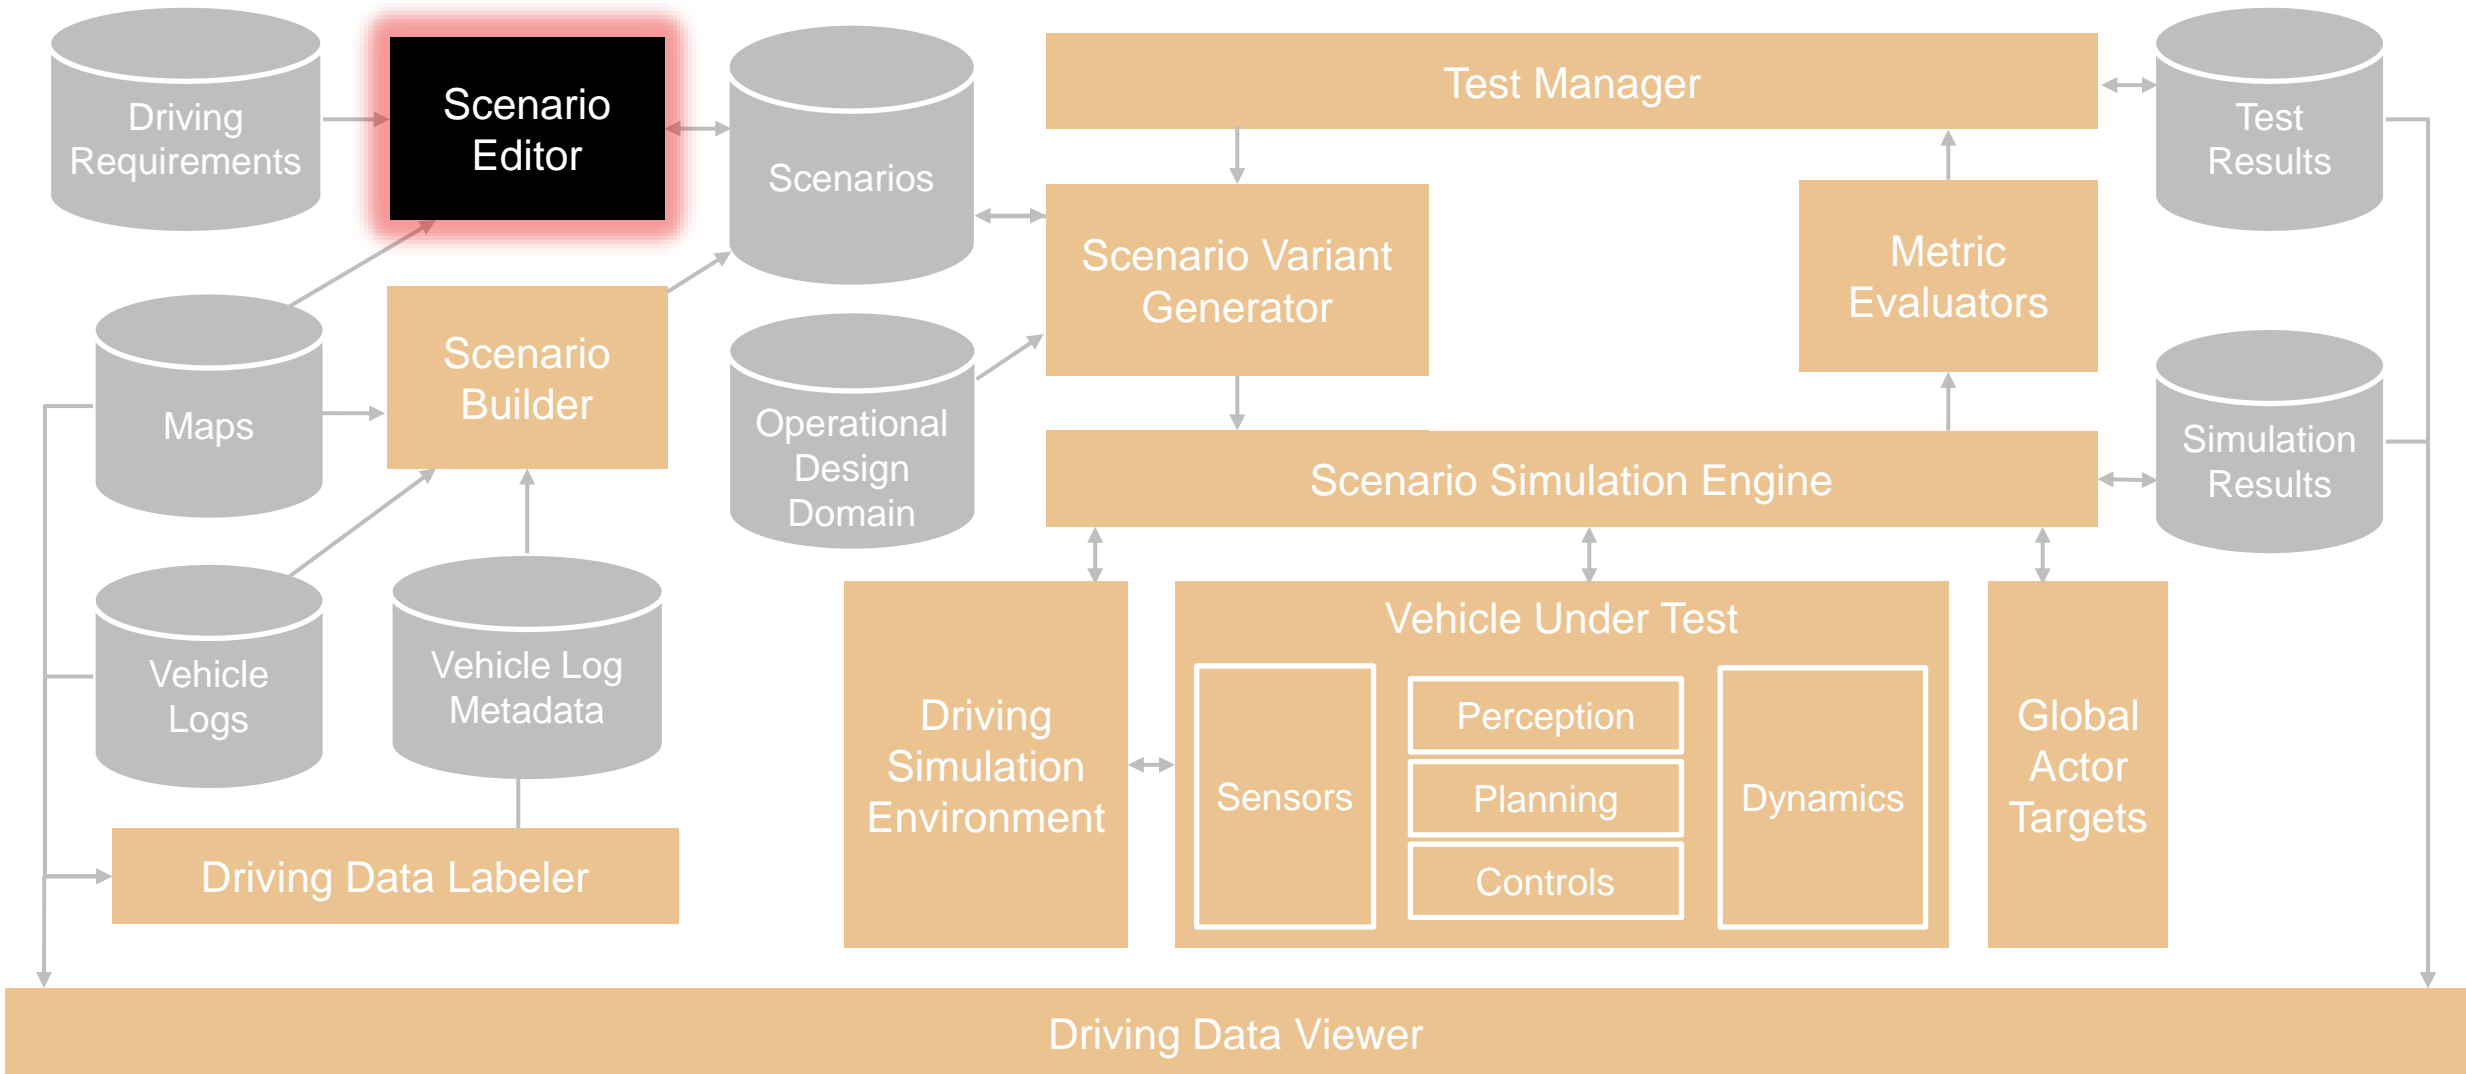 Driving
Requirements
Scenario
Editor
Scenarios
Test Manager
Test
Results
Scenario Variant
Generator
Metric
Evaluators
Maps
Scenario
Builder
Operational
Design
Domain
Scenario Simulation Engine
Simulation
Results
Vehicle
Logs
Vehicle Log
Metadata
Driving Data Labeler
Driving
Simulation
Environment
Vehicle Under Test
Sensors
Perception
Planning
Controls
Dynamics
Global
Actor
Targets
Driving Data Viewer